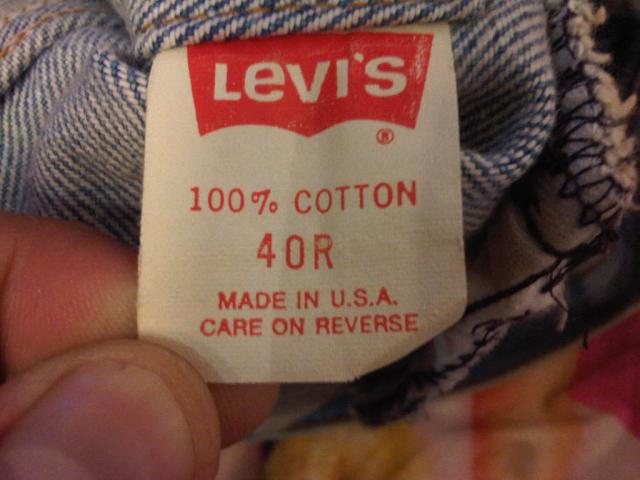 LEVI'S
®
100% COTTON
40R
MADE IN U.S.A.
CARE ON REVERSE